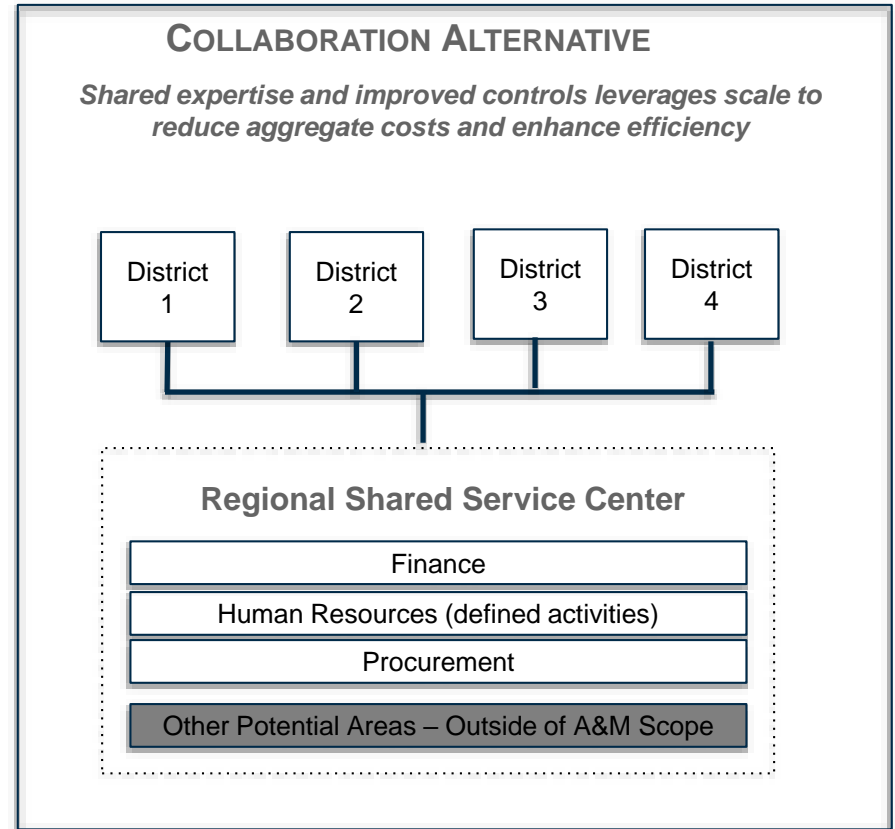 COLLABORATION ALTERNATIVE
Shared expertise and improved controls leverages scale to
reduce aggregate costs and enhance efficiency
District
1
District
2
District
3
District
4
Regional Shared Service Center
Finance
Human Resources (defined activities)
Procurement
Other Potential Areas – Outside of A&M Scope